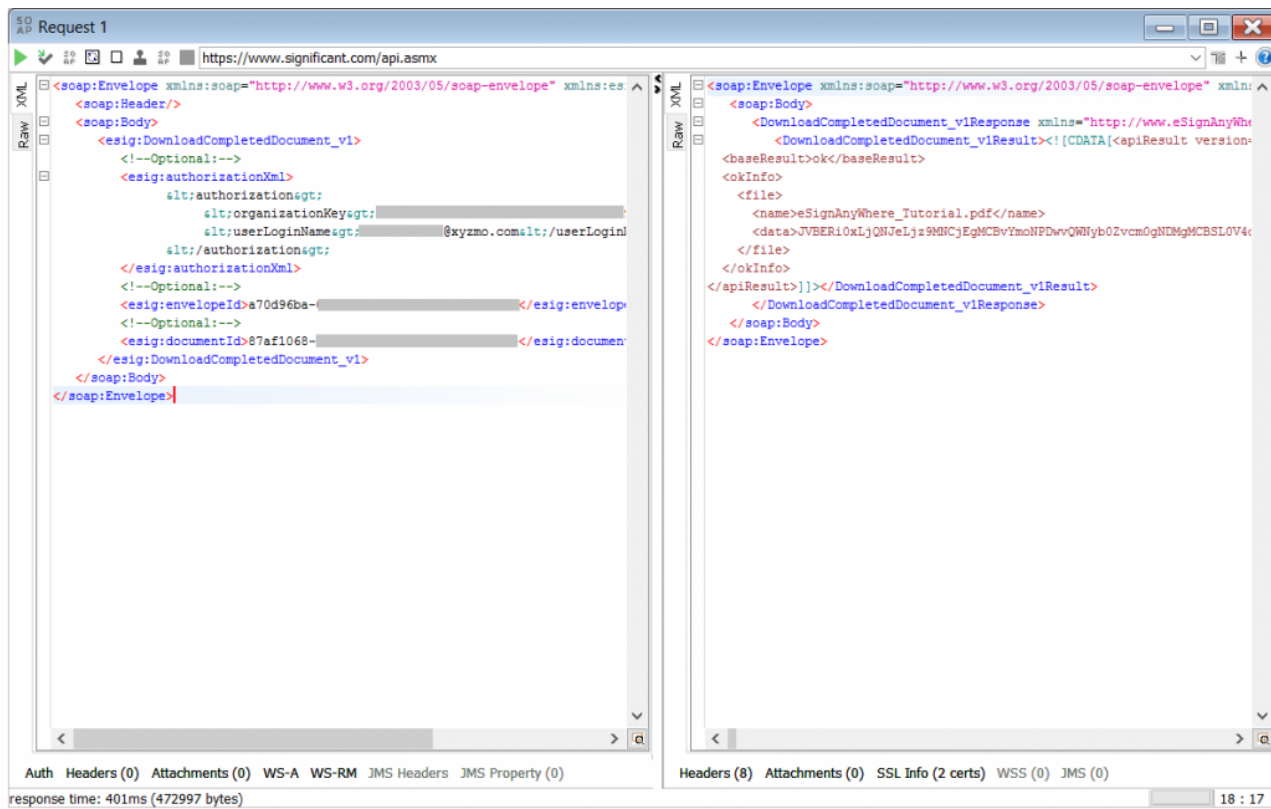 SOAP Request 1
https://www.significant.com/api.asmx
XML
Raw
<soap:Envelope xmlns:soap="http://www.w3.org/2003/05/soap-envelope" xmlns:es
<soap:Header/>
<soap:Body>
<esig:DownloadCompletedDocument_v1>
<!--Optional:-->
<esig:authorizationXml>
&lt;authorization&gt;
&lt;organizationKey&gt;
&lt;userLoginName&gt; @xyzmo.com&lt;/userLoginN
&lt;/authorization&gt;
</esig:authorizationXml>
<!--Optional:-->
<esig:envelopeId>a70d96ba- </esig:envelop
<!--Optional:-->
<esig:documentId>87af1068- </esig:documen
</esig:DownloadCompletedDocument_v1>
</soap:Body>
</soap:Envelope>
XML
Raw
<soap:Envelope xmlns:soap="http://www.w3.org/2003/05/soap-envelope" xmln
<soap:Body>
<DownloadCompletedDocument_v1Response xmlns="http://www.eSignAnyWhe
<DownloadCompletedDocument_v1Result><![CDATA[<apiResult version=
<baseResult>ok</baseResult>
<okInfo>
<file>
<name>eSignAnyWhere_Tutorial.pdf</name>
<data>JVBERi0xLjQNJeLjz9MNCjEgMCBvYmoNPDwvQWNyb0Zvcm0gNDMgMCBSL0V4d
</file>
</okInfo>
</apiResult>]]></DownloadCompletedDocument_v1Result>
</DownloadCompletedDocument_v1Response>
</soap:Body>
</soap:Envelope>
Auth Headers (0) Attachments (0) WS-A WS-RM JMS Headers JMS Property (0)
Headers (8) Attachments (0) SSL Info (2 certs) WSS (0) JMS (0)
response time: 401ms (472997 bytes)
18 : 17